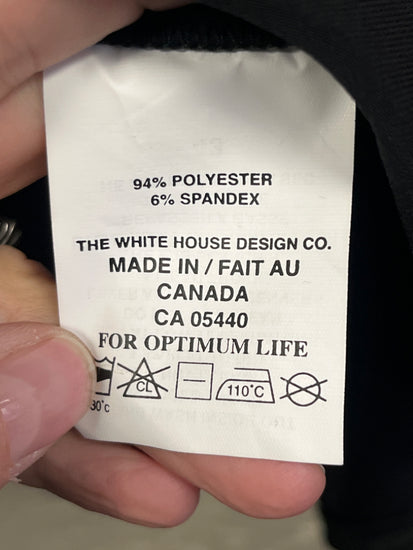 94% POLYESTER
6% SPANDEX
THE WHITE HOUSE DESIGN CO.
MADE IN / FAIT AU
CANADA
CA 05440
FOR OPTIMUM LIFE
CL
110°C
30°c